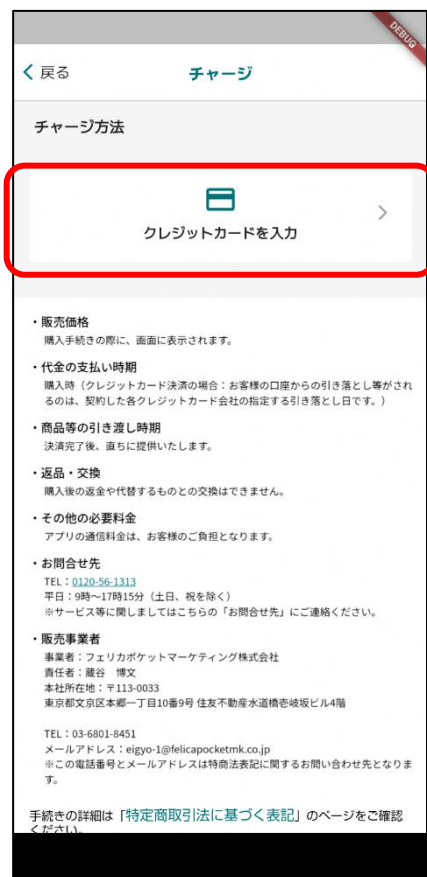 DEBUG
戻る
チャージ
チャージ方法
クレジットカードを入力
・販売価格
購入手続きの際に、画面に表示されます。
・代金の支払い時期
購入時（クレジットカード決済の場合：お客様の口座からの引き落とし等がされ
るのは、契約した各クレジットカード会社の指定する引き落とし日です。）
・商品等の引き渡し時期
決済完了後、直ちに提供いたします。
・返品・交換
購入後の返金や代替するものとの交換はできません。
・その他の必要料金
アプリの通信料金は、お客様のご負担となります。
・お問合せ先
TEL：0120-56-1313
平日：9時～17時15分（土日、祝を除く）
※サービス等に関しましてはこちらの「お問合せ先」にご連絡ください。
・販売事業者
事業者：フェリカポケットマーケティング株式会社
責任者：蔵谷　博文
本社所在地：〒113-0033
東京都文京区本郷一丁目10番9号 住友不動産水道橋壱岐坂ビル4階
TEL：03-6801-8451
メールアドレス：eigyo-1@felicapocketmk.co.jp
※この電話番号とメールアドレスは特商法表記に関するお問い合わせ先となりま
す。
手続きの詳細は「特定商取引法に基づく表記」のページをご確認
ください。